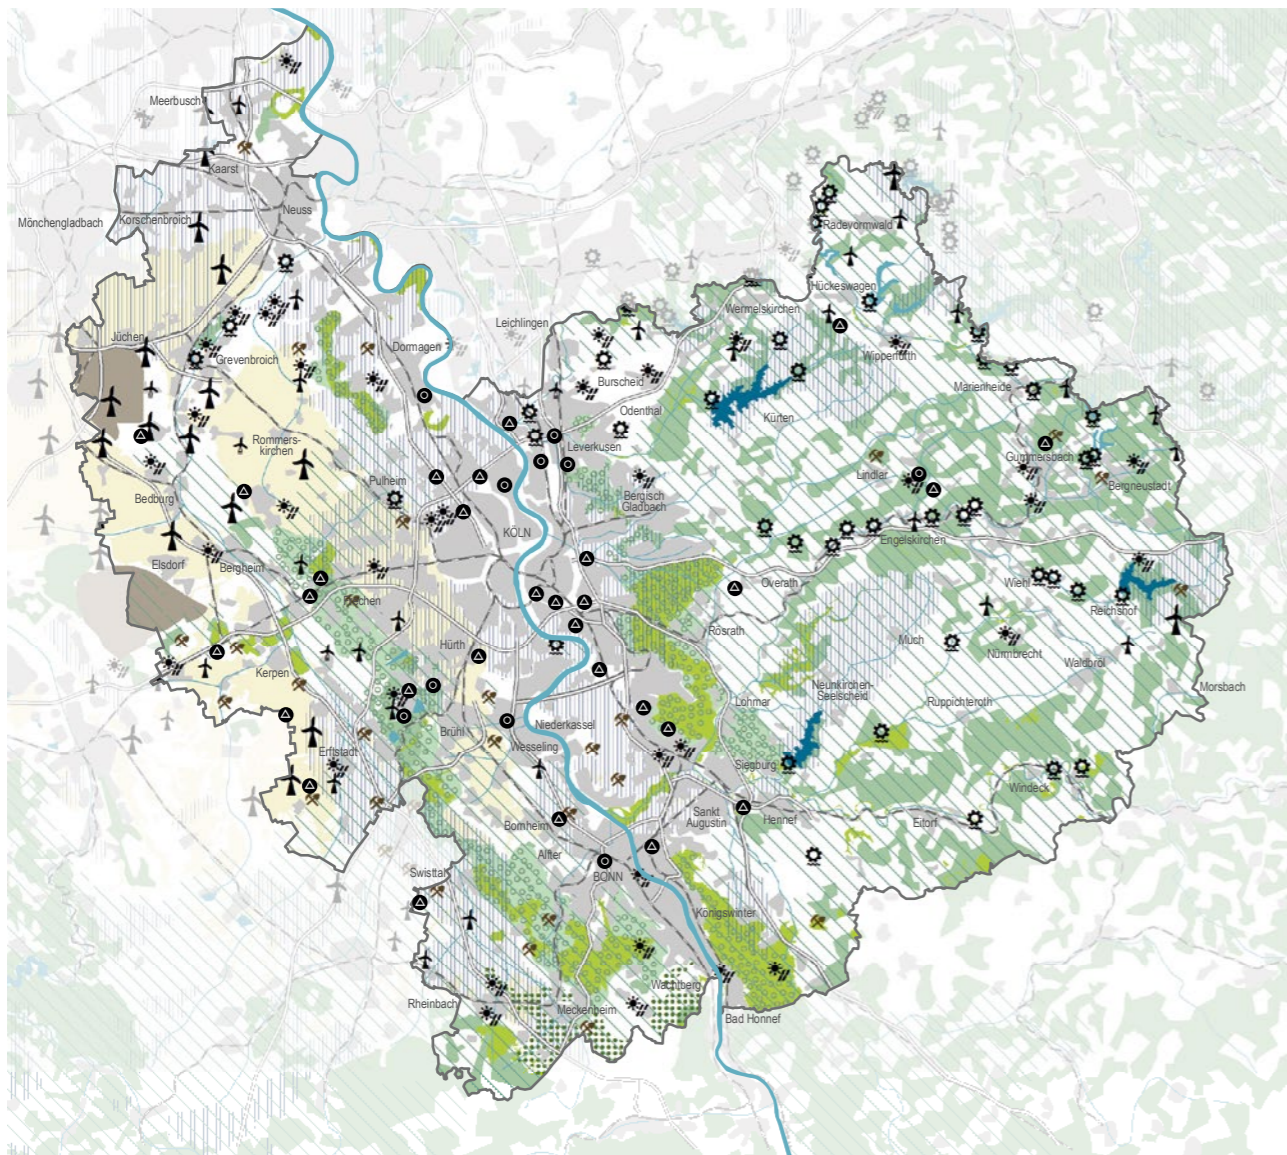 Meerbusch
Kaarst
Mönchengladbach
Korschenbroich
Neuss
Radevormwald
Hückeswagen
Wermelskirchen
Leichlingen
Jüchen
Dormagen
Wipperfürth
Grevenbroich
Burscheid
Marienheide
Odenthal
Kürten
Rommers-
kirchen
Leverkusen
Gummersbach
Lindlar
Pulheim
Bergneustadt
Bedburg
Bergisch
Gladbach
KÖLN
Engelskirchen
Elsdorf
Bergheim
Overath
Wiehl
Frechen
Reichshof
Rösrath
Hürth
Much
Nürmbrecht
Waldbröl
Kerpen
Neunkirchen-
Seelscheid
Morsbach
Lohmar
Ruppichteroth
Niederkassel
Brühl
Wesseling
Erftstadt
Siegburg
Windeck
Sankt
Augustin
Hennef
Eitorf
Bornheim
Alfter
BONN
Swisttal
Königswinter
Wachtberg
Rheinbach
Meckenheim
Bad Honnef